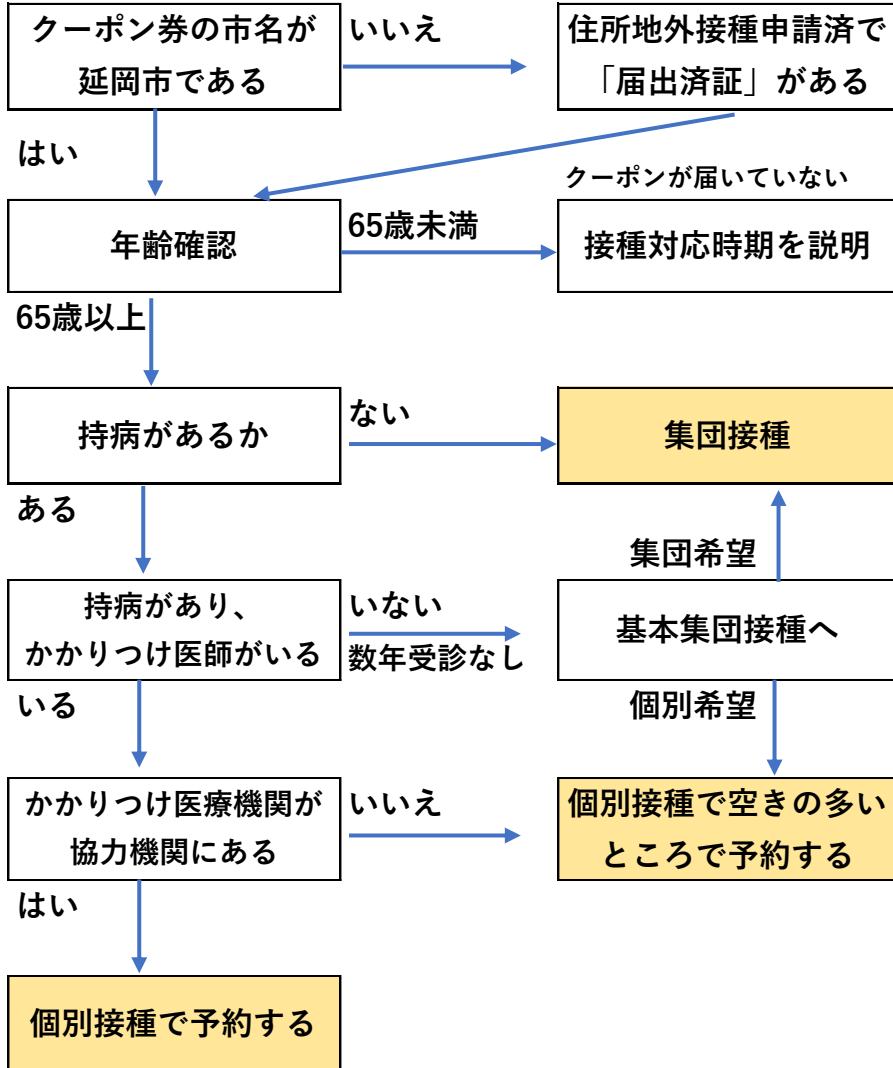 クーポン券の市名が
延岡市である
いいえ
住所地外接種申請済で
「届出済証」がある
はい
クーポンが届いていない
年齢確認
65歳未満
接種対応時期を説明
65歳以上
持病があるか
ない
集団接種
ある
集団希望
持病があり、
かかりつけ医師がいる
いない
数年受診なし
基本集団接種へ
いる
個別希望
かかりつけ医療機関が
協力機関にある
いいえ
個別接種で空きの多い
ところで予約する
はい
個別接種で予約する